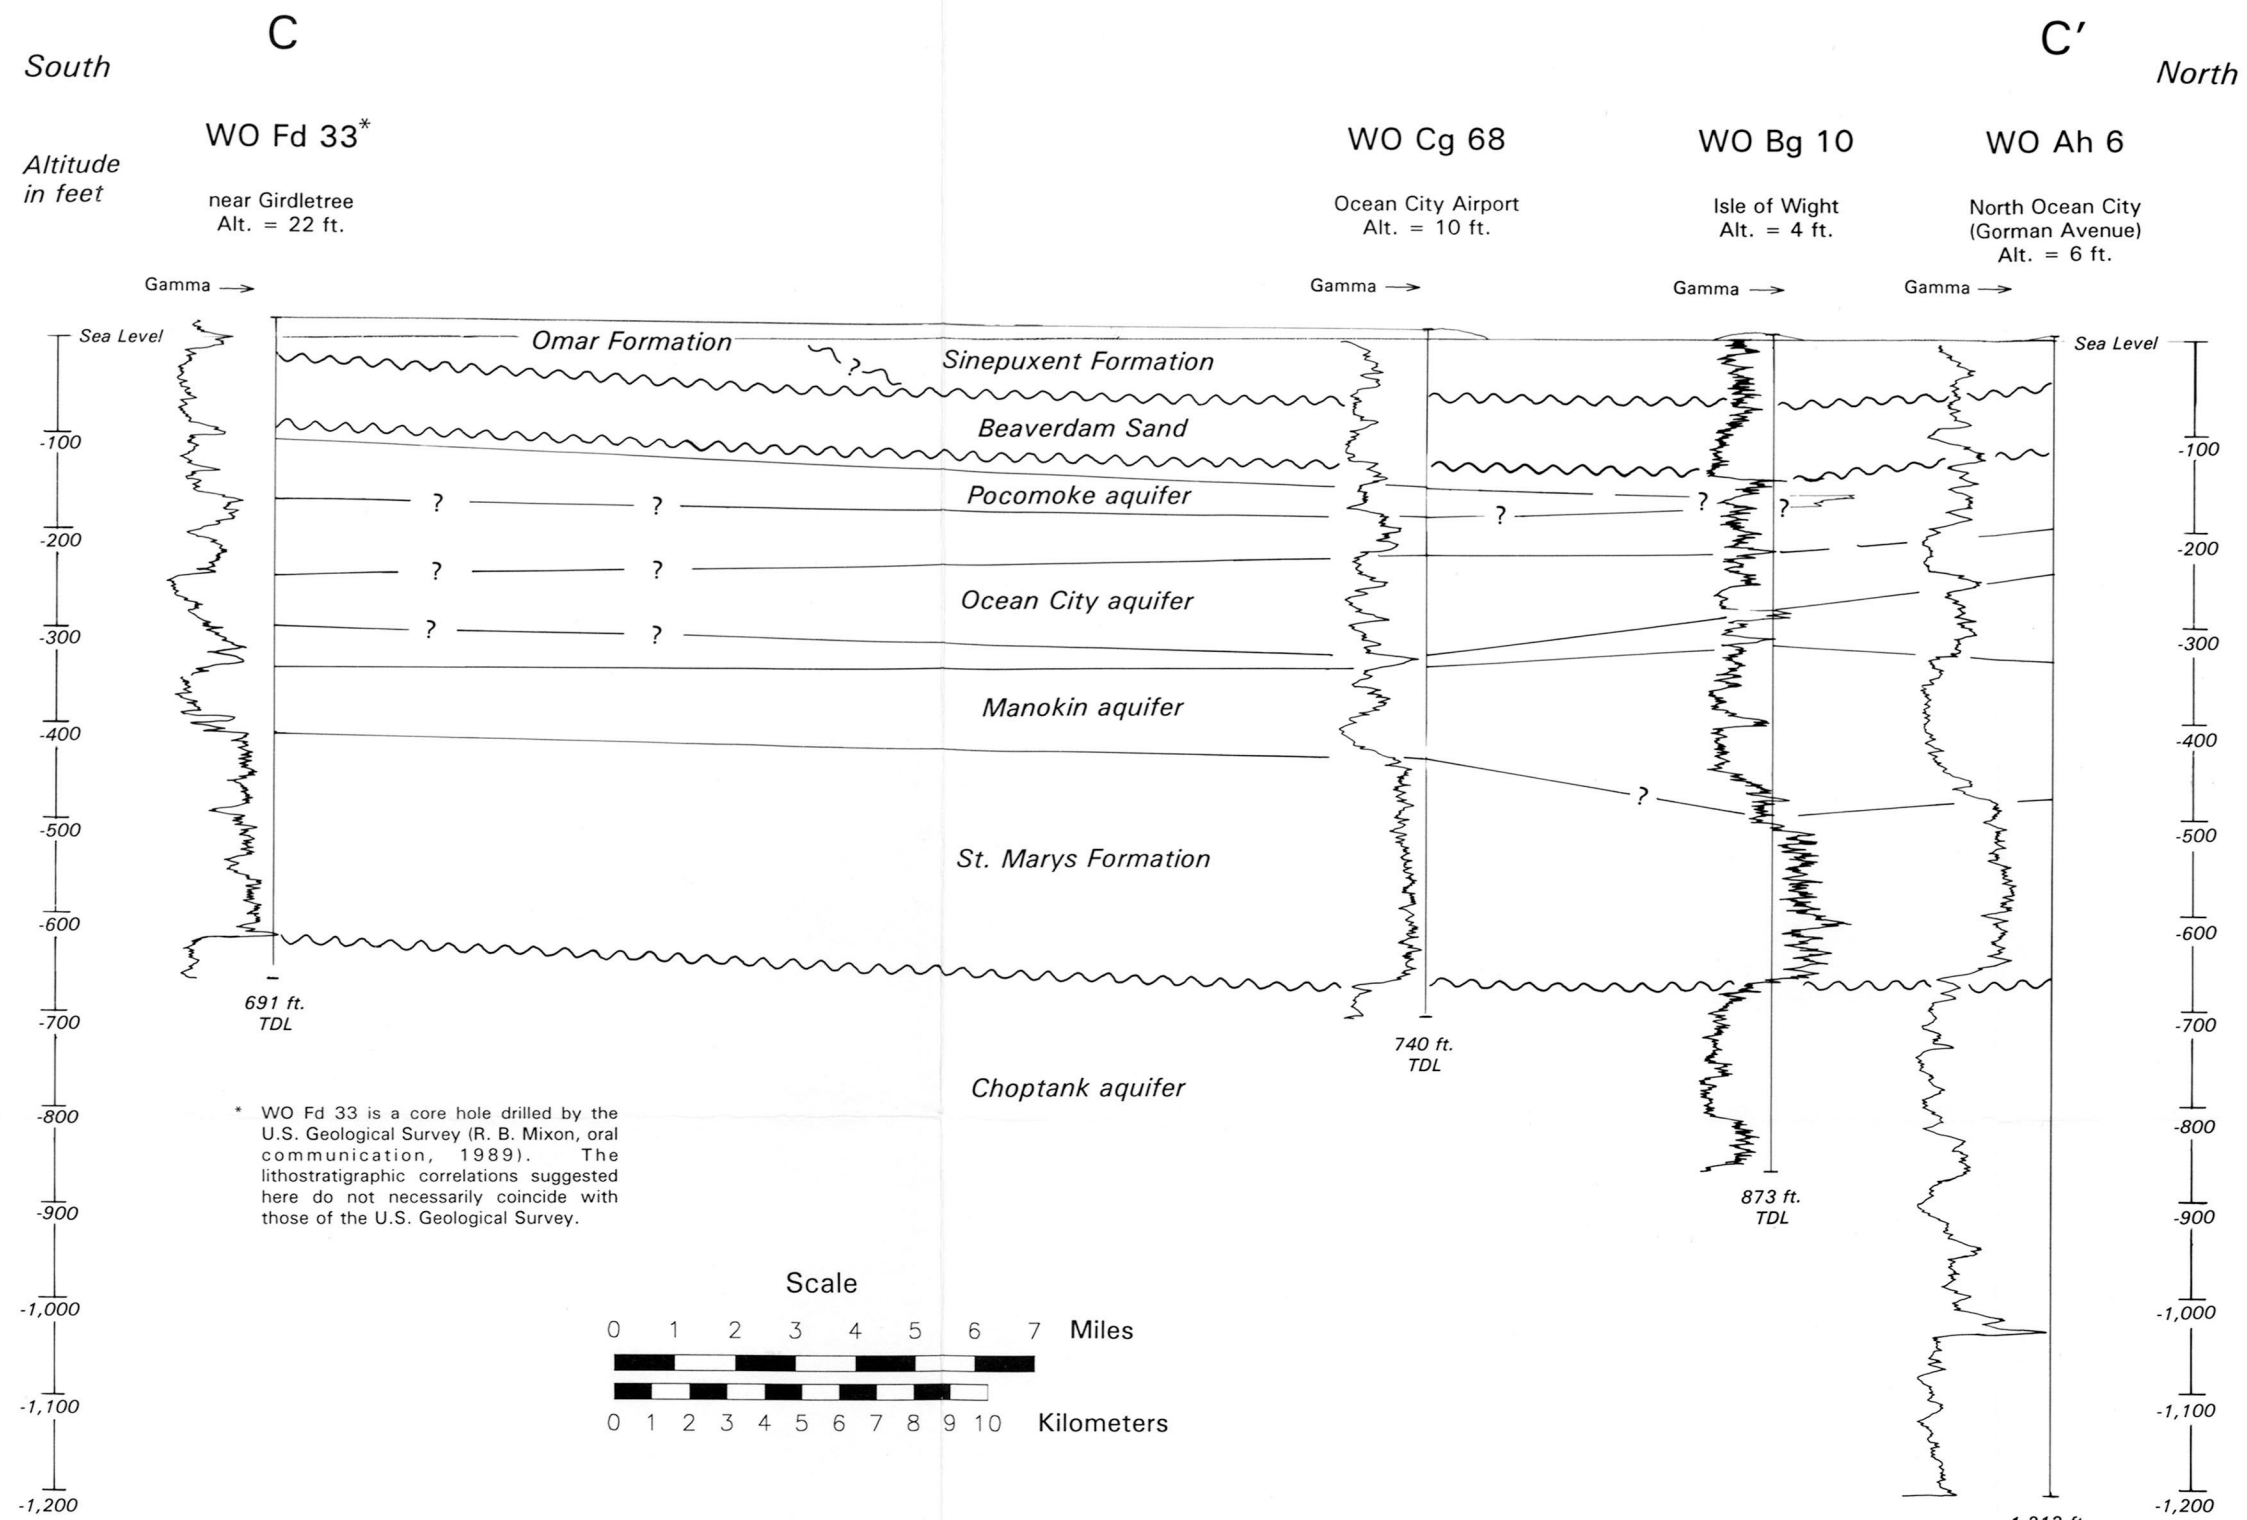 C
C′
South
North
WO Fd 33*
WO Cg 68
WO Bg 10
WO Ah 6
Altitude
in feet
near Girdletree
Alt. = 22 ft.
Ocean City Airport
Alt. = 10 ft.
Isle of Wight
Alt. = 4 ft.
North Ocean City
(Gorman Avenue)
Alt. = 6 ft.
Gamma →
Gamma →
Gamma →
Gamma →
Sea Level
Sea Level
Omar Formation
?
Sinepuxent Formation
Beaverdam Sand
Pocomoke aquifer
? ? ? ? ?
Ocean City aquifer
? ?
? ?
Manokin aquifer
?
St. Marys Formation
Choptank aquifer
-100
-200
-300
-400
-500
-600
-700
-800
-900
-1,000
-1,100
-1,200
-100
-200
-300
-400
-500
-600
-700
-800
-900
-1,000
-1,100
-1,200
691 ft.
TDL
740 ft.
TDL
873 ft.
TDL
* WO Fd 33 is a core hole drilled by the
U.S. Geological Survey (R. B. Mixon, oral
communication, 1989). The
lithostratigraphic correlations suggested
here do not necessarily coincide with
those of the U.S. Geological Survey.
Scale
0 1 2 3 4 5 6 7 Miles
0 1 2 3 4 5 6 7 8 9 10 Kilometers